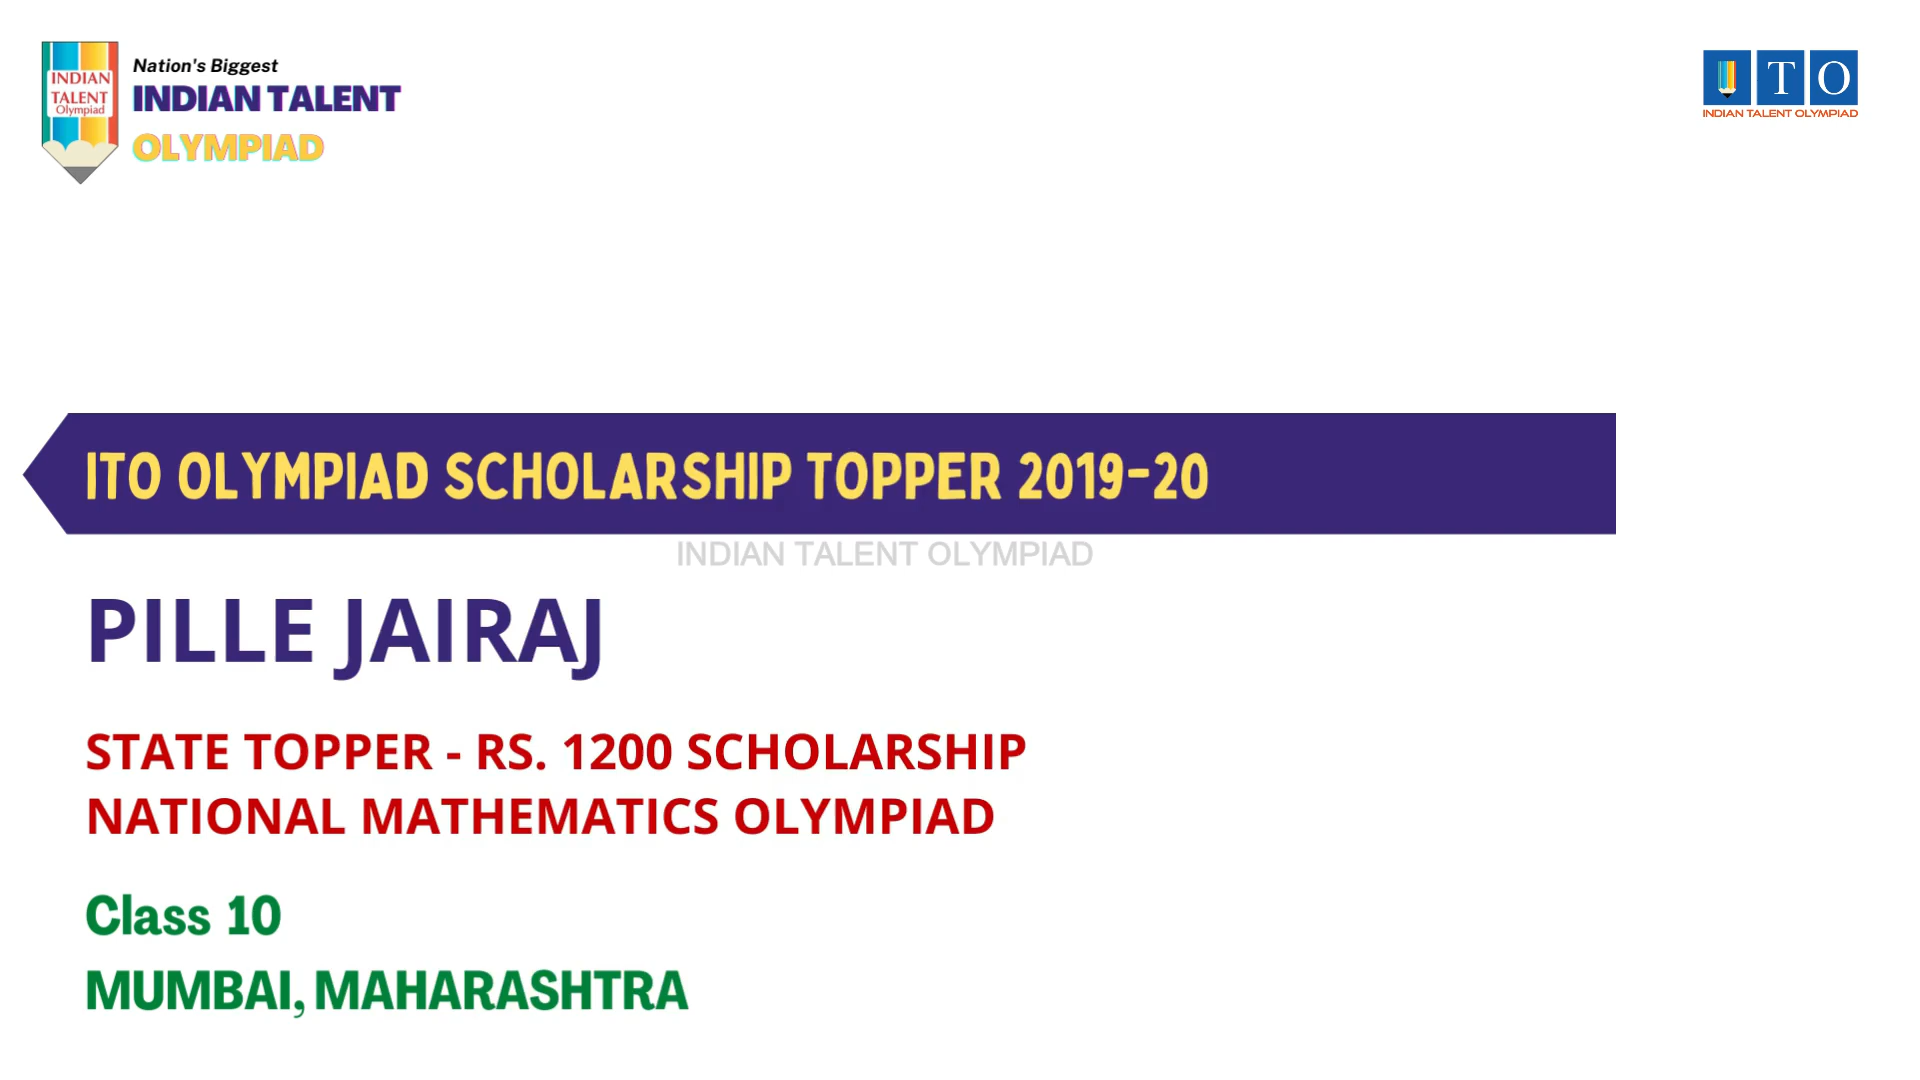 INDIAN
TALENT
Olympiad
Nation's Biggest
INDIAN TALENT
OLYMPIAD
TO
INDIAN TALENT OLYMPIAD
ITO OLYMPIAD SCHOLARSHIP TOPPER 2019-20
INDIAN TALENT OLYMPIAD
PILLE JAIRAJ
STATE TOPPER - RS. 1200 SCHOLARSHIP
NATIONAL MATHEMATICS OLYMPIAD
Class 10
MUMBAI, MAHARASHTRA